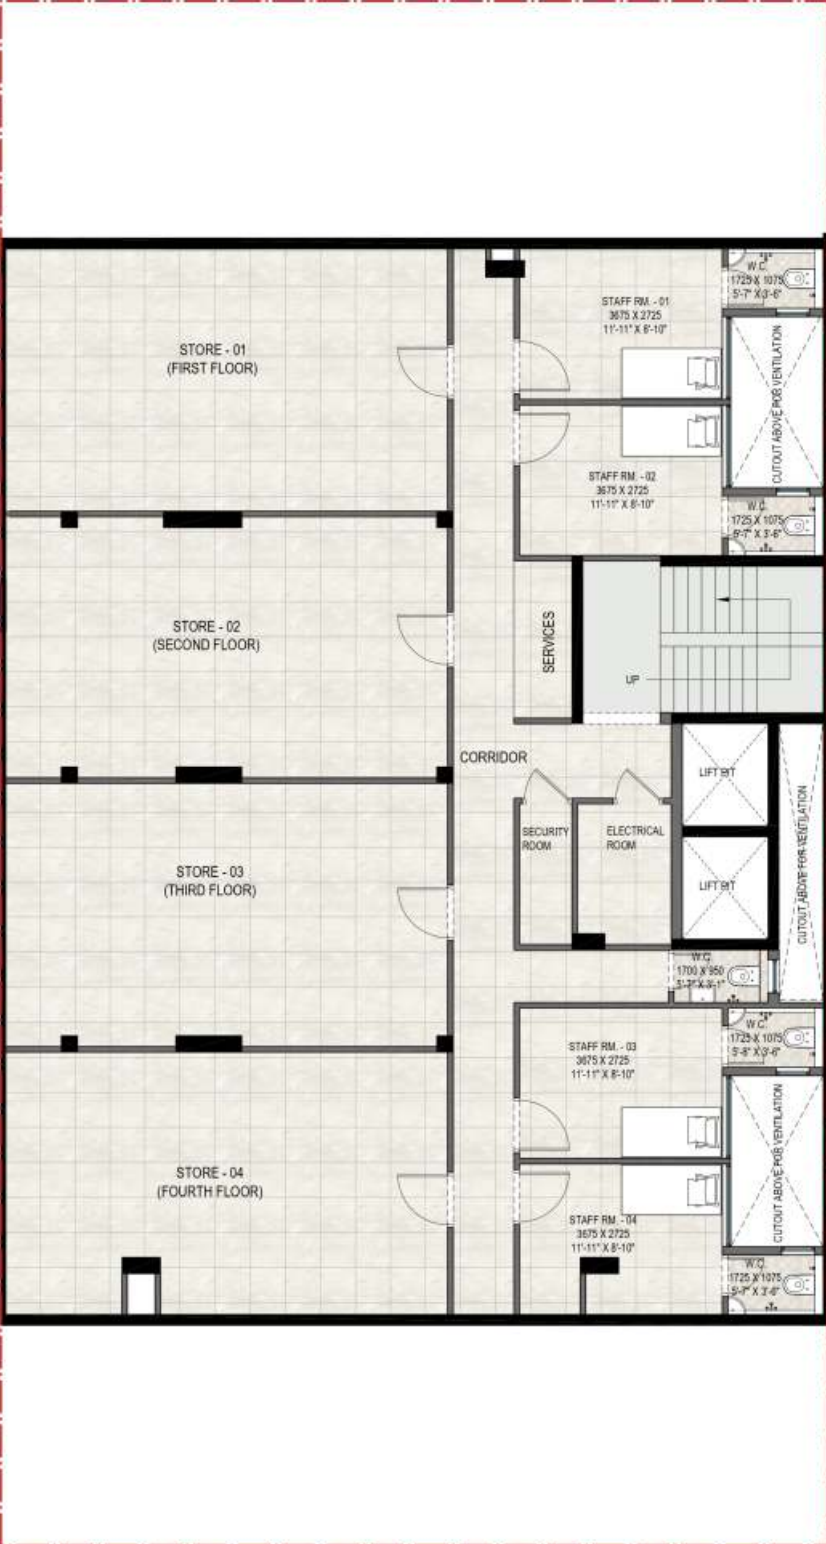 STORE - 01
(FIRST FLOOR)
STAFF RM. - 01
3675 X 2725
11'-11" X 8'-10"
W.C.
1725 X 1075
5'-7" X 3'-6"
CUTOUT ABOVE FOR VENTILATION
STAFF RM. - 02
3675 X 2725
11'-11" X 8'-10"
W.C.
1725 X 1075
5'-7" X 3'-6"
STORE - 02
(SECOND FLOOR)
SERVICES
UP
CORRIDOR
LIFT PIT
SECURITY
ROOM
ELECTRICAL
ROOM
CUTOUT ABOVE FOR VENTILATION
STORE - 03
(THIRD FLOOR)
LIFT PIT
W.C.
1700 X 950
5'-7" X 3'-1"
STAFF RM. - 03
3675 X 2725
11'-11" X 8'-10"
W.C.
1725 X 1075
5'-8" X 3'-6"
CUTOUT ABOVE FOR VENTILATION
STORE - 04
(FOURTH FLOOR)
STAFF RM. - 04
3675 X 2725
11'-11" X 8'-10"
W.C.
1725 X 1075
5'-7" X 3'-6"